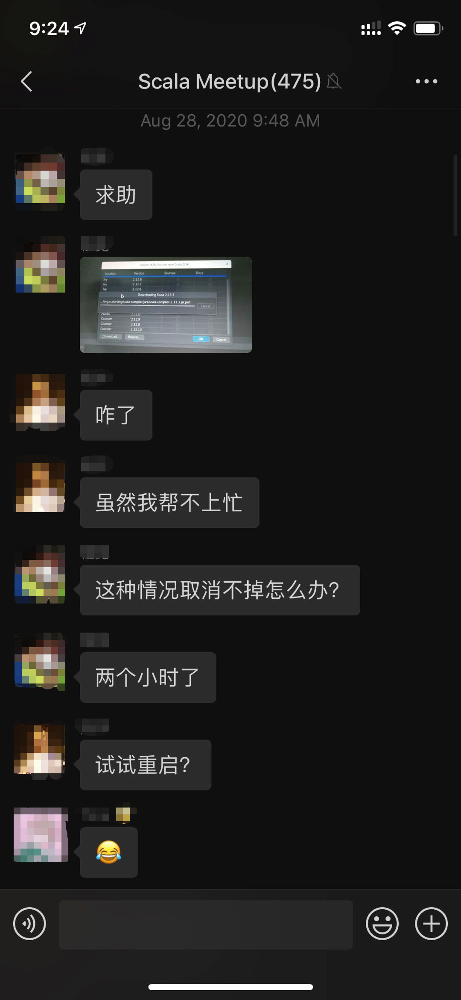 9:24
Scala Meetup(475)
Aug 28, 2020 9:48 AM
求助
Select JAR's for the new Scala SDK
Location Version Sources Docs
Ivy 2.12.8
Ivy 2.12.7
Ivy 2.12.6
Downloading Scala 2.13.3
.../org.scala-lang/scala-compiler/jars/scala-compiler-2.13.3.jar.part
Cancel
Maven 2.11.0
Coursier 2.12.9
Coursier 2.12.8
Coursier 2.12.10
Download... Browse... OK Cancel
咋了
虽然我帮不上忙
这种情况取消不掉怎么办?
两个小时了
试试重启?